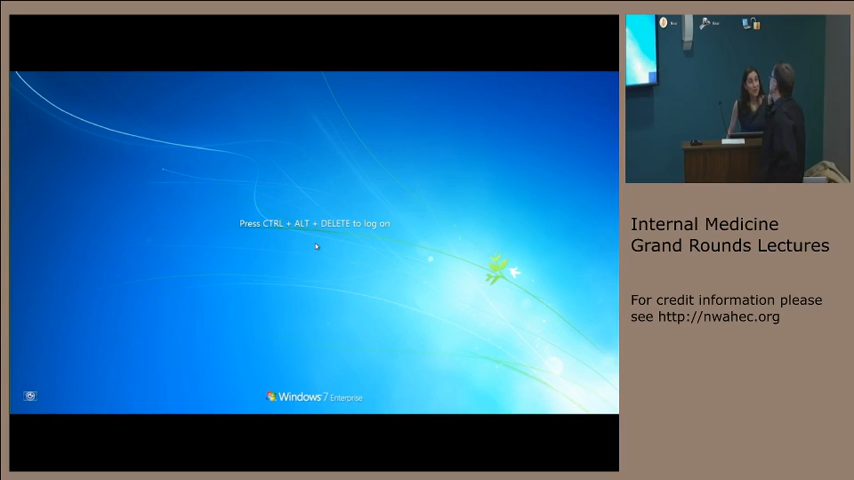 Press CTRL + ALT + DELETE to log on
Windows 7 Enterprise
Internal Medicine
Grand Rounds Lectures
For credit information please
see http://nwahec.org